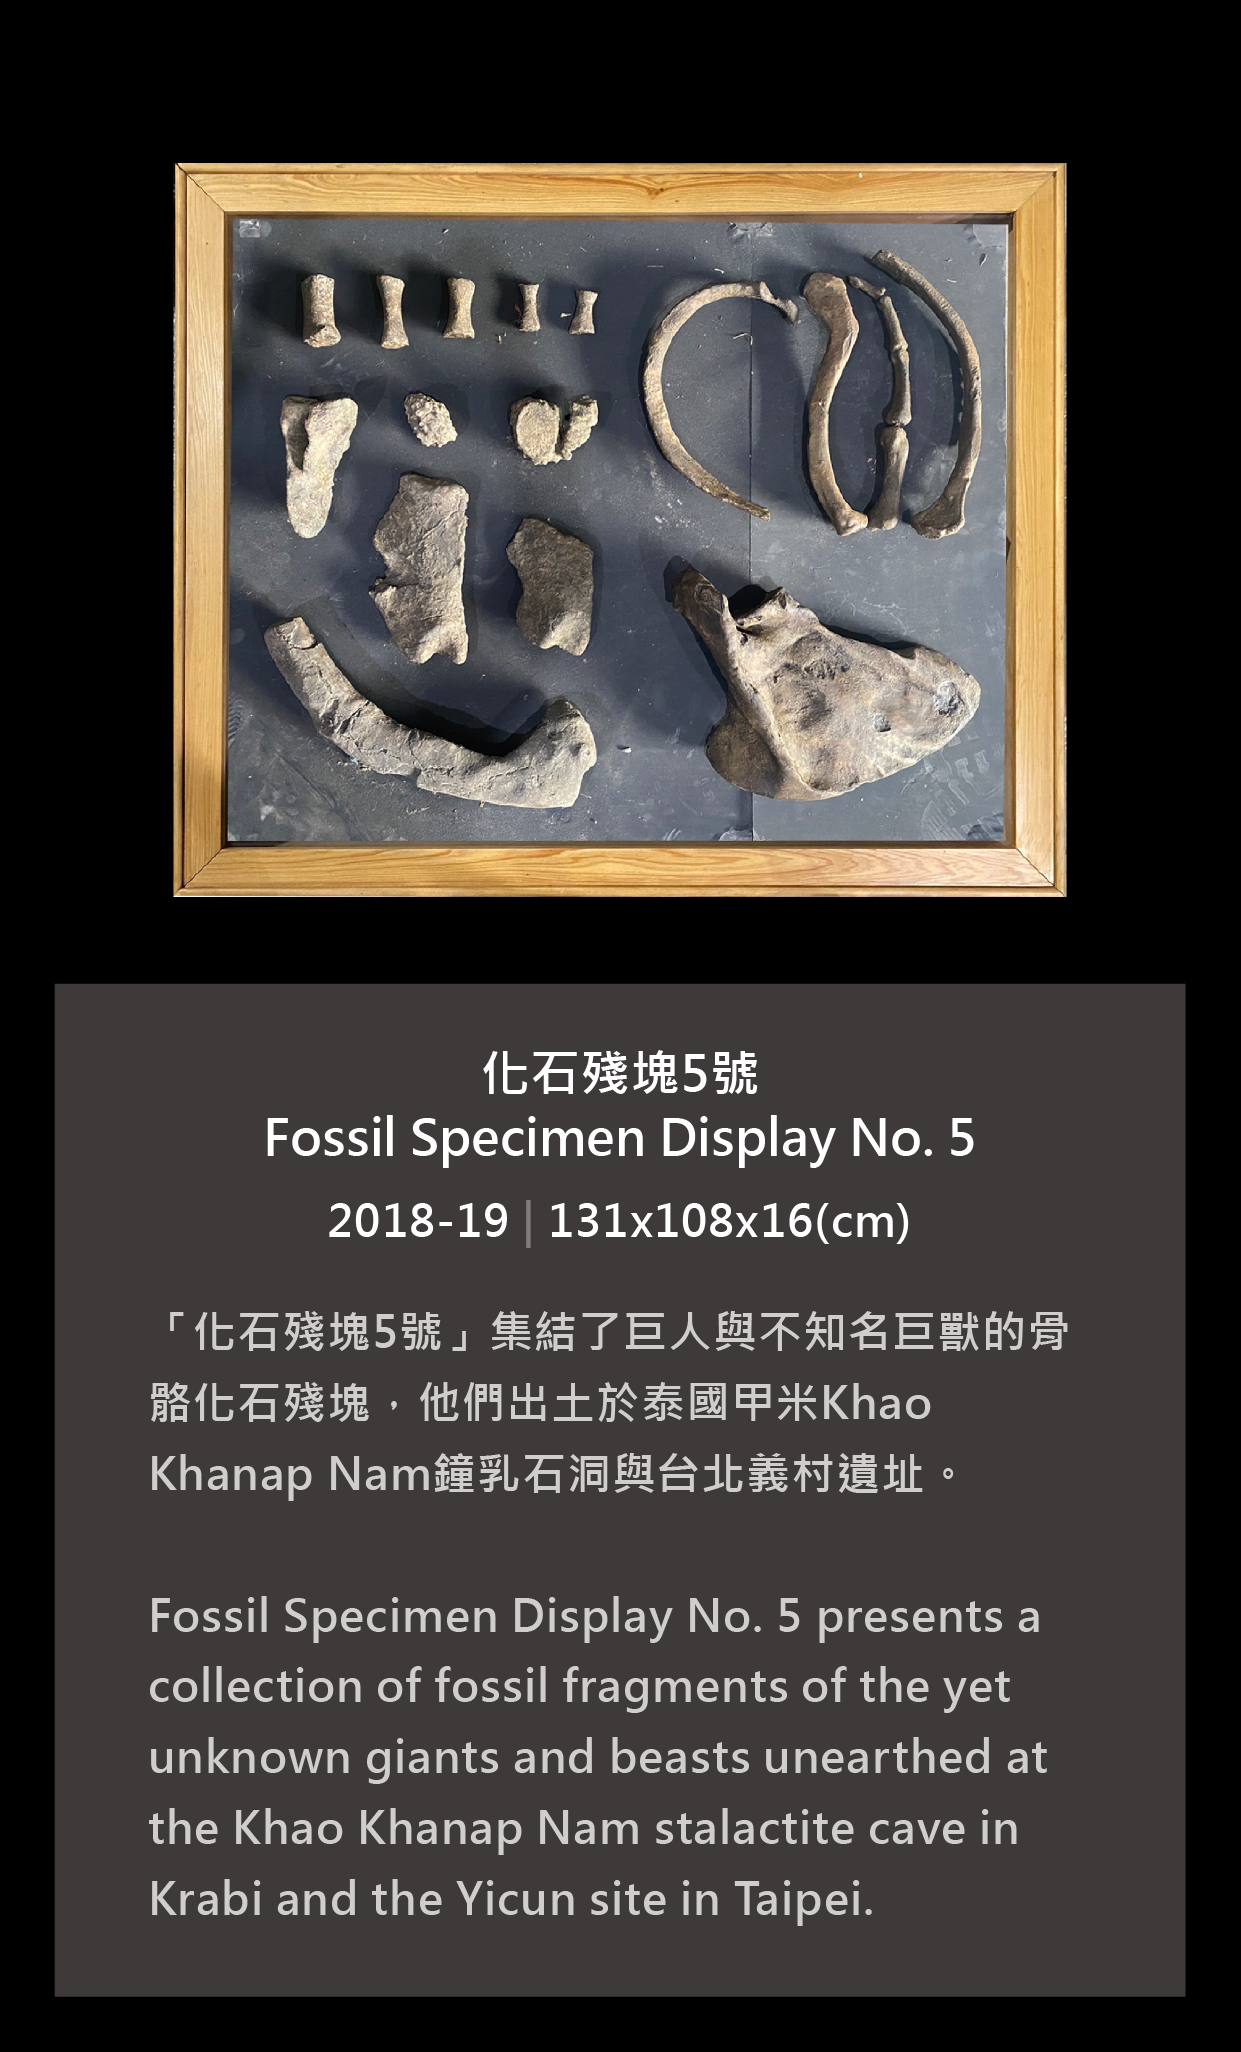 化石殘塊5號
Fossil Specimen Display No. 5
2018-19 | 131x108x16(cm)
「化石殘塊5號」集結了巨人與不知名巨獸的骨
骼化石殘塊，他們出土於泰國甲米Khao
Khanap Nam鐘乳石洞與台北義村遺址。
Fossil Specimen Display No. 5 presents a
collection of fossil fragments of the yet
unknown giants and beasts unearthed at
the Khao Khanap Nam stalactite cave in
Krabi and the Yicun site in Taipei.